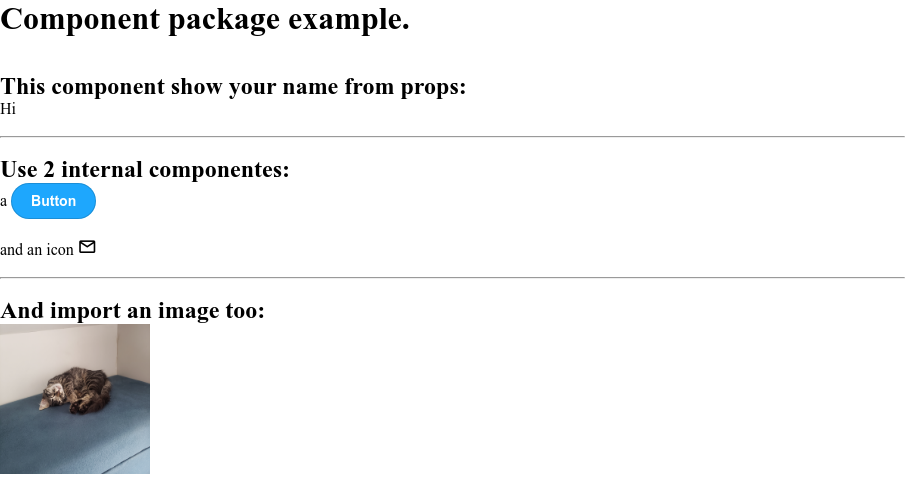 Component package example.
This component show your name from props:
Hi
Use 2 internal componentes:
a Button
and an icon
And import an image too: